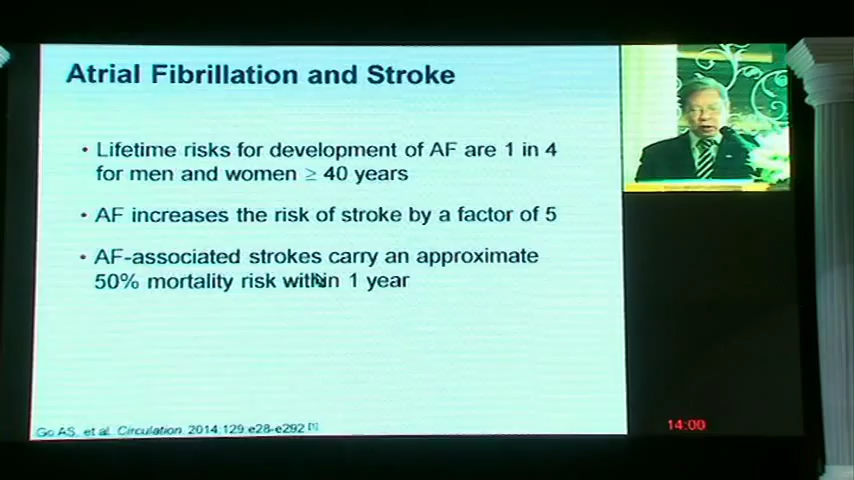 Atrial Fibrillation and Stroke
• Lifetime risks for development of AF are 1 in 4
for men and women ≥ 40 years
• AF increases the risk of stroke by a factor of 5
• AF-associated strokes carry an approximate
50% mortality risk within 1 year
Go AS, et al. Circulation. 2014;129:e28-e292 [1]
14:00